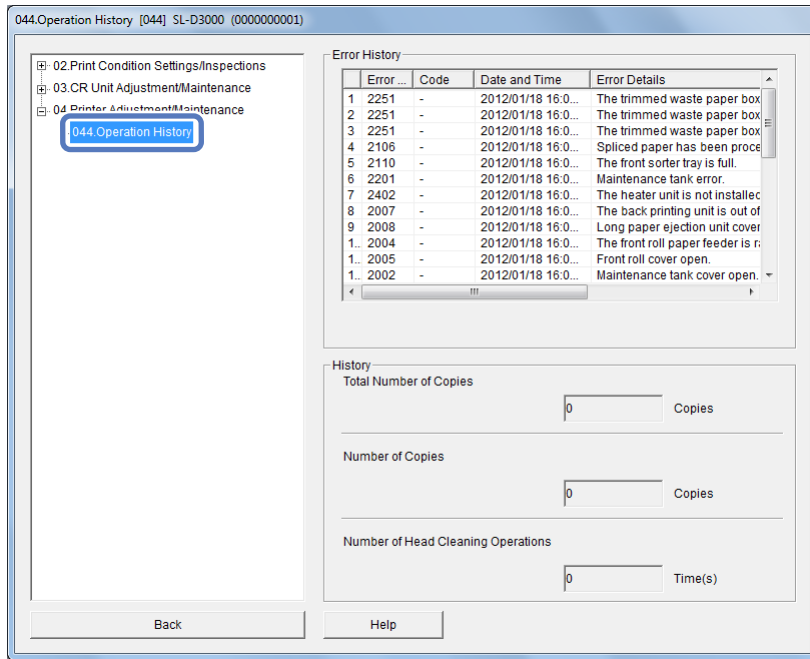 044.Operation History [044] SL-D3000 (0000000001)
02.Print Condition Settings/Inspections
03.CR Unit Adjustment/Maintenance
04.Printer Adjustment/Maintenance
044.Operation History
Error History
Error ... Code Date and Time Error Details
1 2251 - 2012/01/18 16:0... The trimmed waste paper box
2 2251 - 2012/01/18 16:0... The trimmed waste paper box
3 2251 - 2012/01/18 16:0... The trimmed waste paper box
4 2106 - 2012/01/18 16:0... Spliced paper has been proce
5 2110 - 2012/01/18 16:0... The front sorter tray is full.
6 2201 - 2012/01/18 16:0... Maintenance tank error.
7 2402 - 2012/01/18 16:0... The heater unit is not installec
8 2007 - 2012/01/18 16:0... The back printing unit is out of
9 2008 - 2012/01/18 16:0... Long paper ejection unit cover
1.. 2004 - 2012/01/18 16:0... The front roll paper feeder is
1.. 2005 - 2012/01/18 16:0... Front roll cover open.
1.. 2002 - 2012/01/18 16:0... Maintenance tank cover open.
History
Total Number of Copies
0 Copies
Number of Copies
0 Copies
Number of Head Cleaning Operations
0 Time(s)
Back
Help